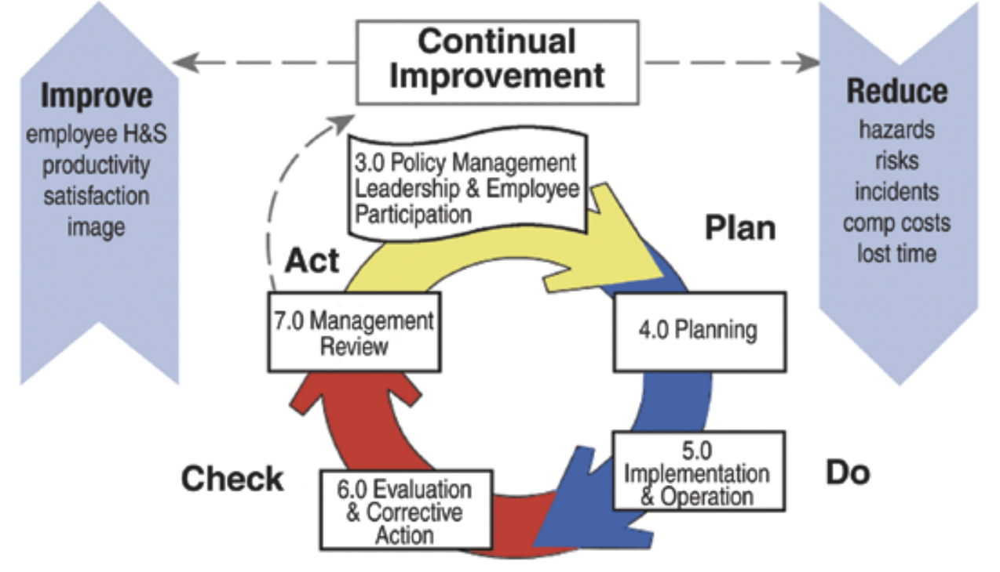 Continual
Improvement
Improve
employee H&S
productivity
satisfaction
image
Reduce
hazards
risks
incidents
comp costs
lost time
3.0 Policy Management
Leadership & Employee
Participation
Plan
Act
7.0 Management
Review
4.0 Planning
5.0
Implementation
& Operation
Do
Check
6.0 Evaluation
& Corrective
Action